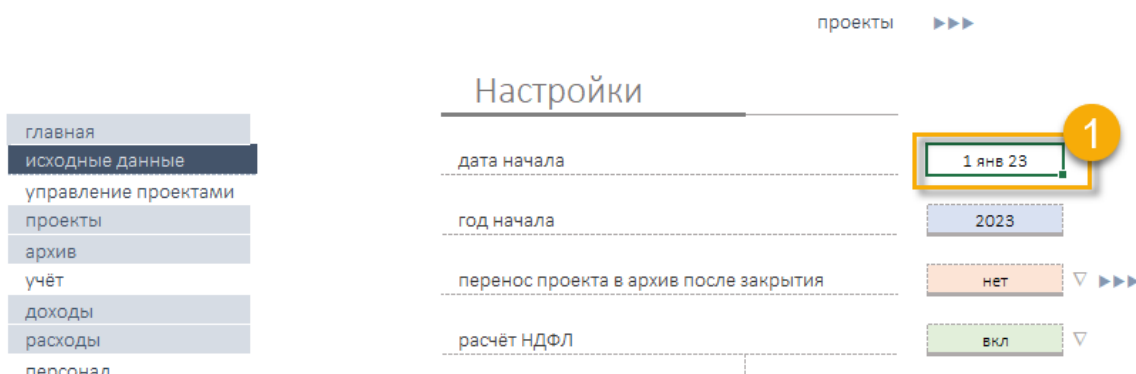 проекты
Настройки
главная
исходные данные
управление проектами
проекты
архив
учёт
доходы
расходы
персонал
дата начала
1 янв 23
1
год начала
2023
перенос проекта в архив после закрытия
нет
расчёт НДФЛ
вкл